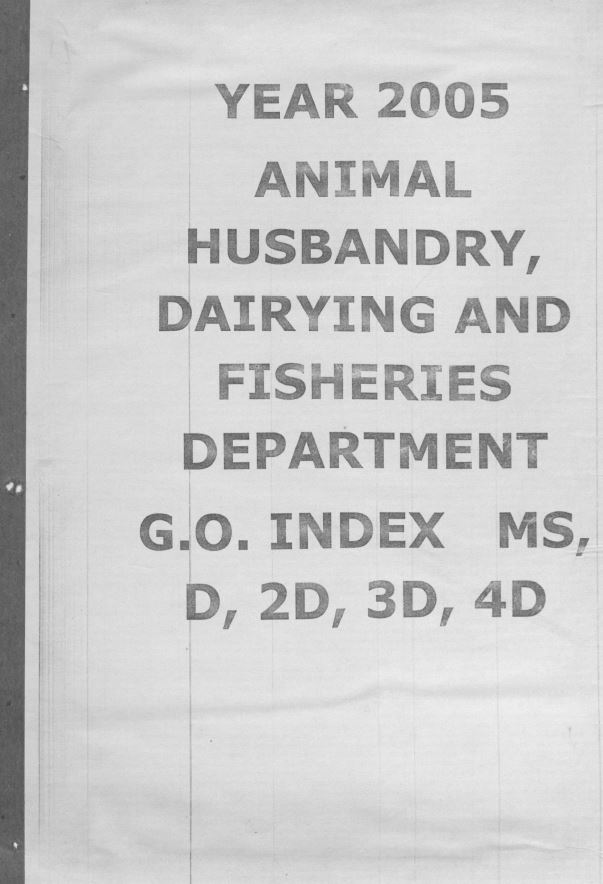 YEAR 2005
ANIMAL
HUSBANDRY,
DAIRYING AND
FISHERIES
DEPARTMENT
G.O. INDEX MS,
D, 2D, 3D, 4D